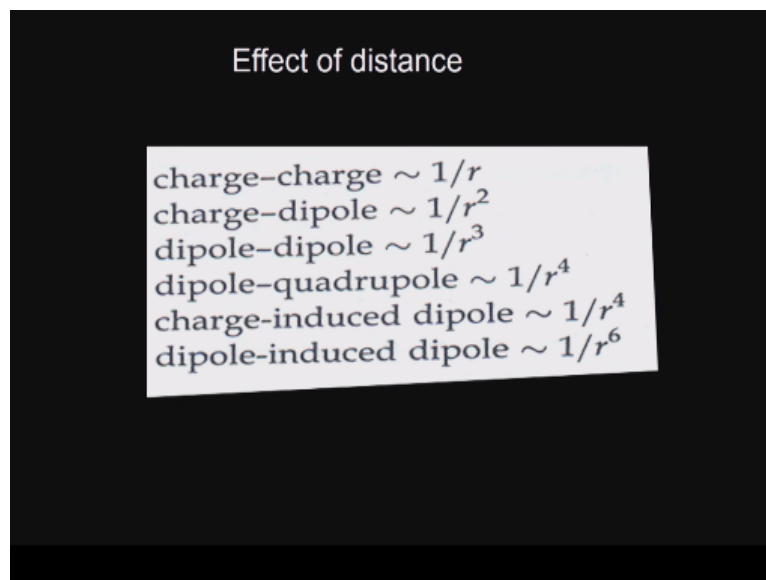 Effect of distance
charge–charge ~ 1/r
charge–dipole ~ 1/r²
dipole–dipole ~ 1/r³
dipole–quadrupole ~ 1/r⁴
charge-induced dipole ~ 1/r⁴
dipole-induced dipole ~ 1/r⁶